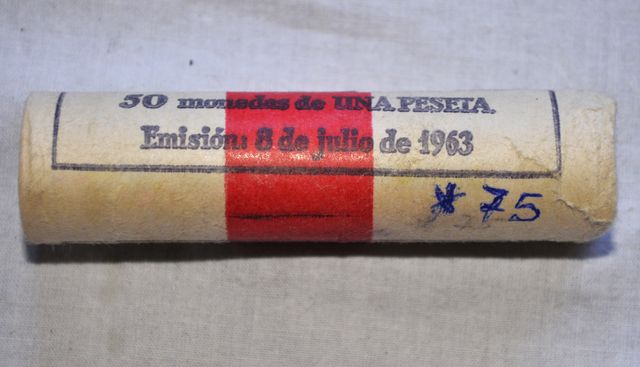 50 monedas de UNA PESETA.
Emisión: 8 de julio de 1963
* 75